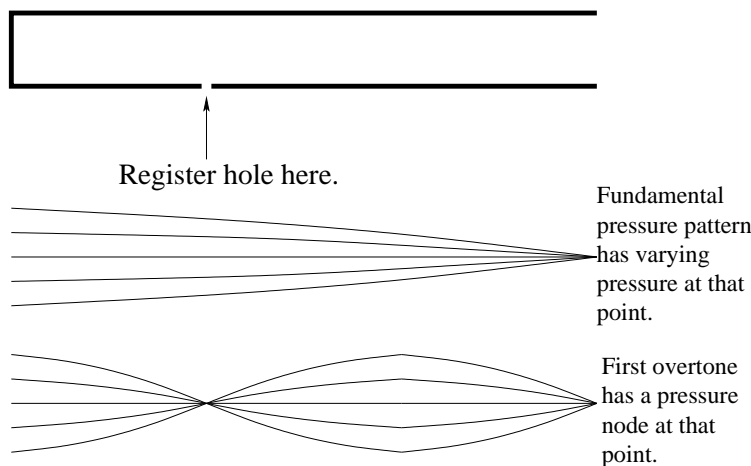 Register hole here.
Fundamental
pressure pattern
has varying
pressure at that
point.
First overtone
has a pressure
node at that
point.